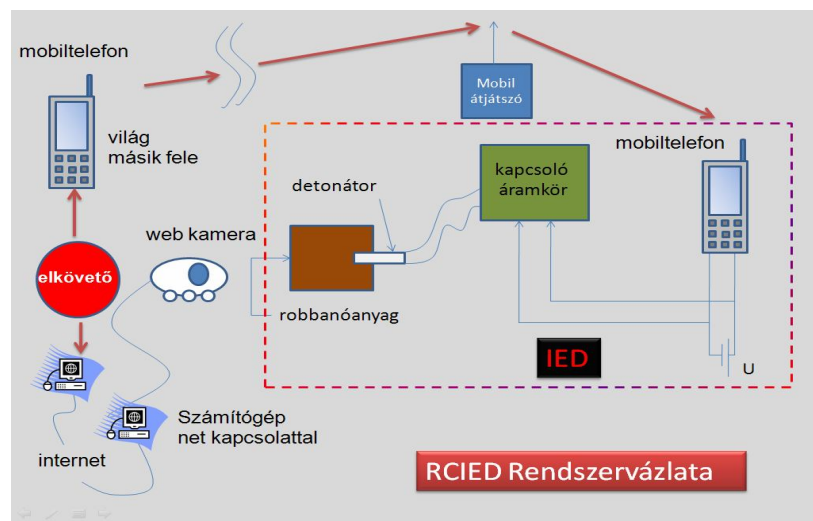 mobiltelefon
Mobil
átjátszó
világ
másik fele
mobiltelefon
kapcsoló
áramkör
detonátor
web kamera
elkövető
robbanóanyag
IED
U
Számítógép
net kapcsolattal
internet
RCIED Rendszervázlata